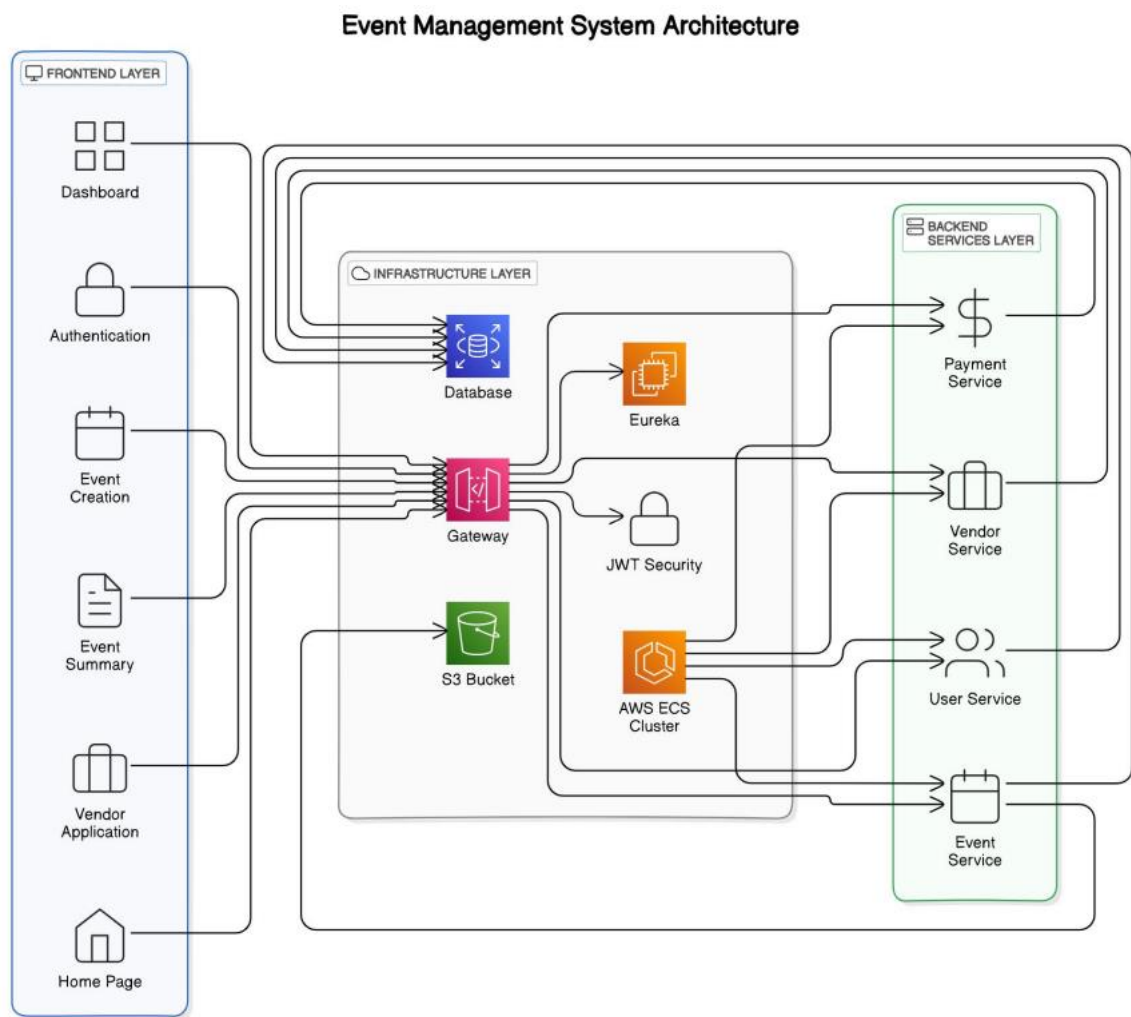 Event Management System Architecture
FRONTEND LAYER
Dashboard
Authentication
Event
Creation
Event
Summary
Vendor
Application
Home Page
INFRASTRUCTURE LAYER
Database
Eureka
Gateway
JWT Security
S3 Bucket
AWS ECS
Cluster
BACKEND
SERVICES LAYER
Payment
Service
Vendor
Service
User Service
Event
Service